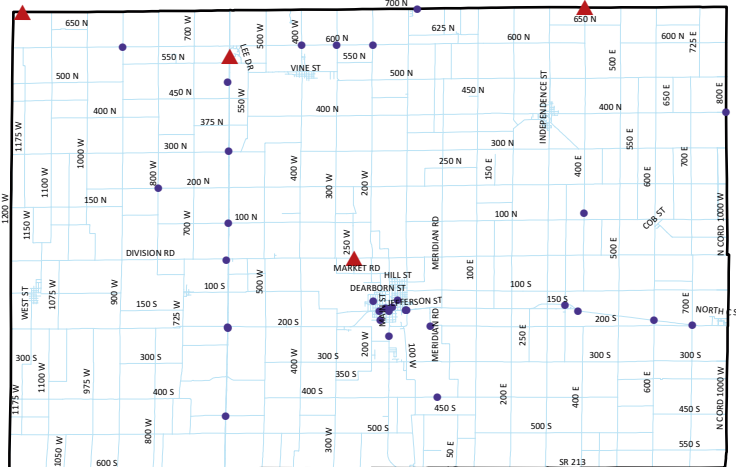 700 N
650 N
700 W
500 W
400 W
600 N
625 N
650 N
600 N
725 E
LEE DR
550 N
550 N
500 E
VINE ST
500 N
500 N
450 N
550 W
450 N
INDEPENDENCE ST
650 E
800 E
400 N
400 N
400 N
375 N
1175 W
1000 W
300 N
300 N
550 E
700 E
800 W
400 W
250 N
150 E
400 E
600 E
1100 W
200 N
300 W
200 W
150 N
1200 W
1150 W
700 W
100 N
100 N
MERIDIAN RD
COB ST
N CORD 1000 W
250 W
500 E
DIVISION RD
MARKET RD
HILL ST
100 E
WEST ST
1075 W
900 W
100 S
500 W
DEARBORN ST
100 S
150 S
725 W
JEFFERSON ST
150 S
700 E
200 S
MERIDIAN RD
250 E
200 S
300 S
300 S
200 W
100 W
300 S
300 S
300 S
400 W
350 S
1100 W
975 W
400 S
400 S
200 E
400 E
600 E
1175 W
N CORD 1000 W
450 S
450 S
800 W
300 W
500 S
500 S
50 E
550 S
1050 W
600 S
SR 213